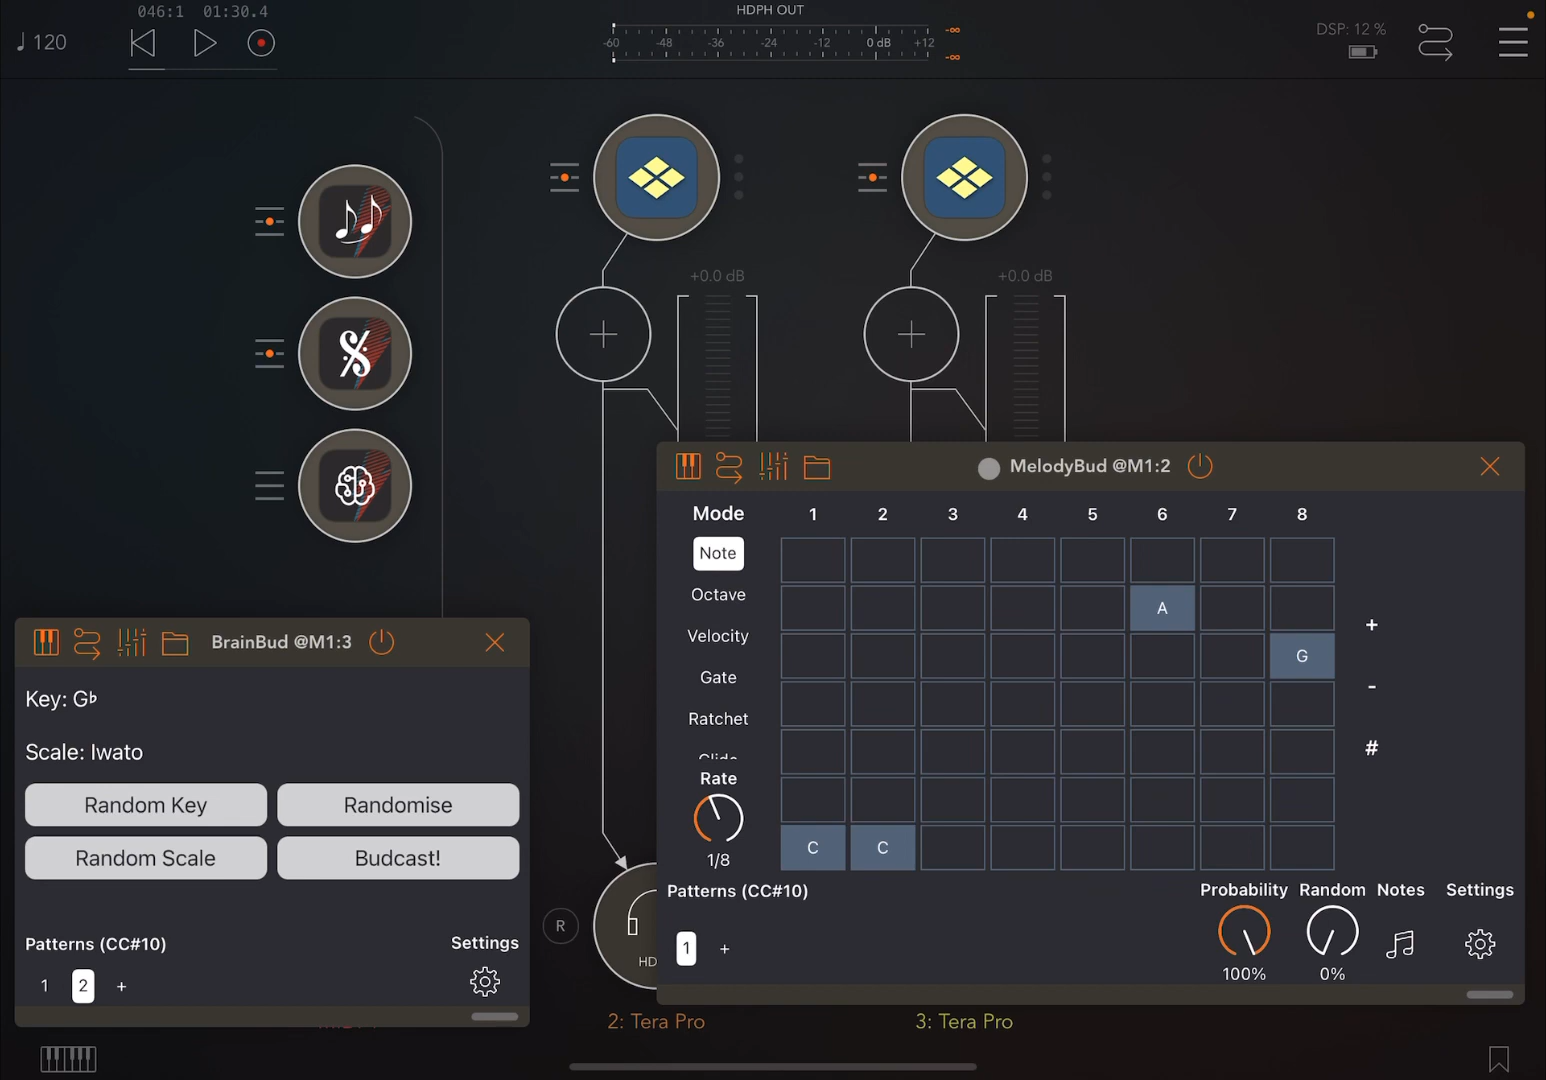 046:1 01:30.4
HDPH OUT
♩ 120
-60 -48 -36 -24 -12 0 dB +12
-∞
-∞
DSP: 12 %
+0.0 dB
+0.0 dB
MelodyBud @M1:2
Mode 1 2 3 4 5 6 7 8
Note
Octave
Velocity
Gate
Ratchet
Glide
A
G
C C
+
-
#
Rate
1/8
Patterns (CC#10)
1 +
Probability Random Notes Settings
100% 0%
BrainBud @M1:3
Key: G♭
Scale: Iwato
Random Key Randomise
Random Scale Budcast!
Patterns (CC#10) Settings
1 2 +
R
HD
2: Tera Pro
3: Tera Pro